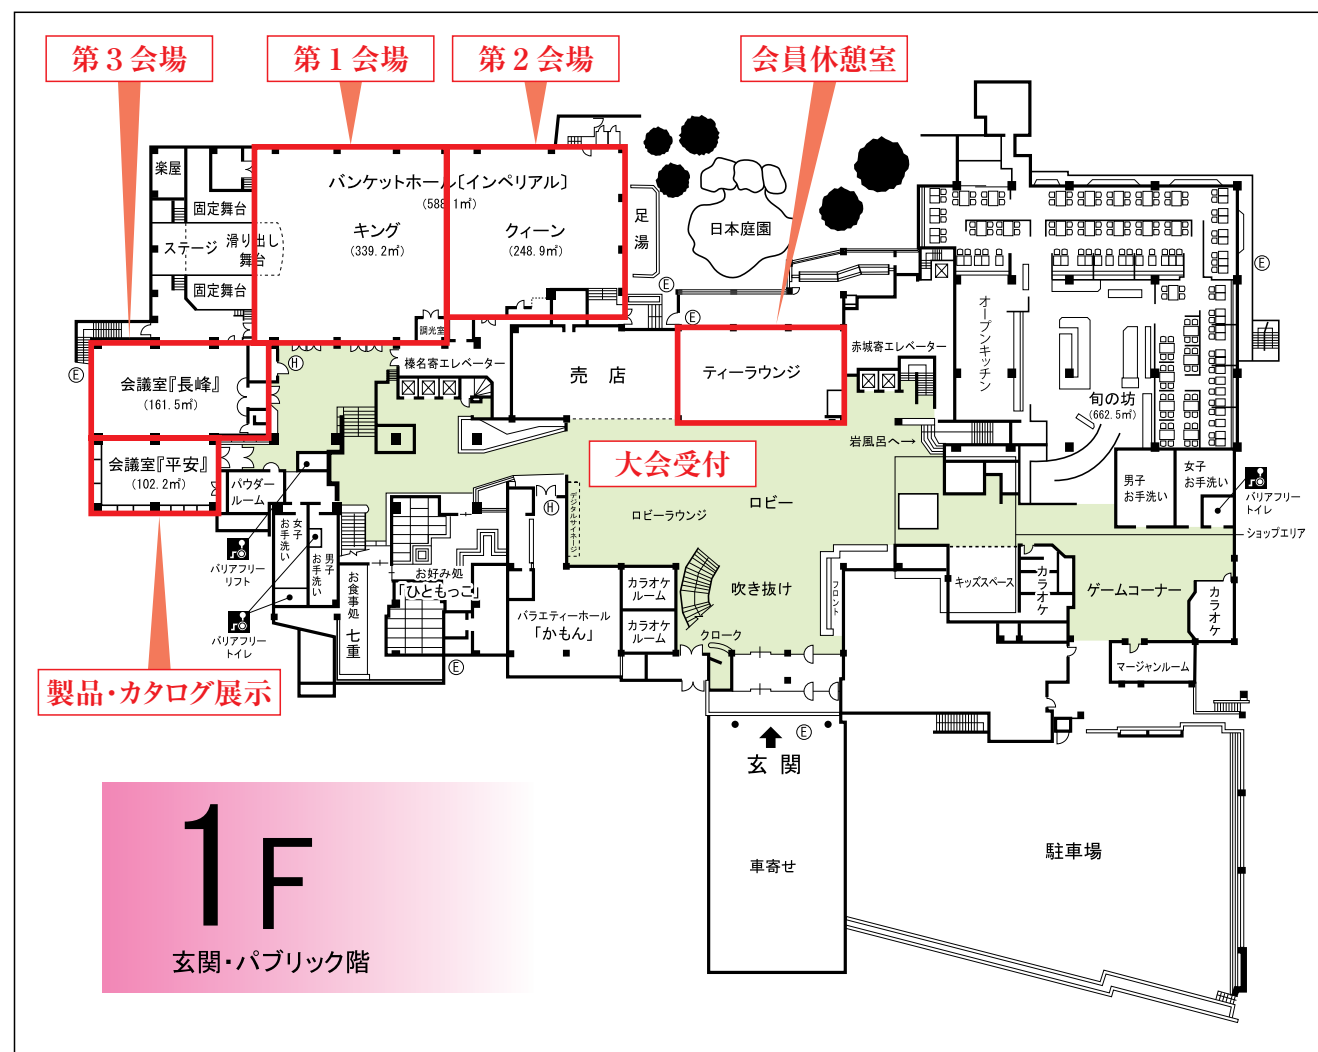 第３会場
第１会場
第２会場
会員休憩室
楽屋
固定舞台
ステージ
滑り出し
舞台
固定舞台
バンケットホール〔インペリアル〕
(588.1㎡)
キング
(339.2㎡)
クィーン
(248.9㎡)
調光室
足
湯
日本庭園
E
E
E
E
H
会議室『長峰』
(161.5㎡)
榛名寄エレベーター
売 店
ティーラウンジ
赤城寄エレベーター
オープンキッチン
旬の坊
(662.5㎡)
会議室『平安』
(102.2㎡)
大会受付
岩風呂へ→
パウダー
ルーム
女子
お手洗い
男子
お手洗い
バリアフリー
リフト
バリアフリー
トイレ
お食事処
七重
お好み処
「ひともっこ」
E
H
デジタルサイネージ
ロビーラウンジ
ロビー
男子
お手洗い
女子
お手洗い
バリアフリー
トイレ
ショップエリア
カラオケ
ルーム
カラオケ
ルーム
バラエティーホール
「かもん」
吹き抜け
フロント
クローク
キッズスペース
カラオケ
ゲームコーナー
カラオケ
マージャンルーム
製品・カタログ展示
E
玄 関
車寄せ
駐車場
1F
玄関・パブリック階